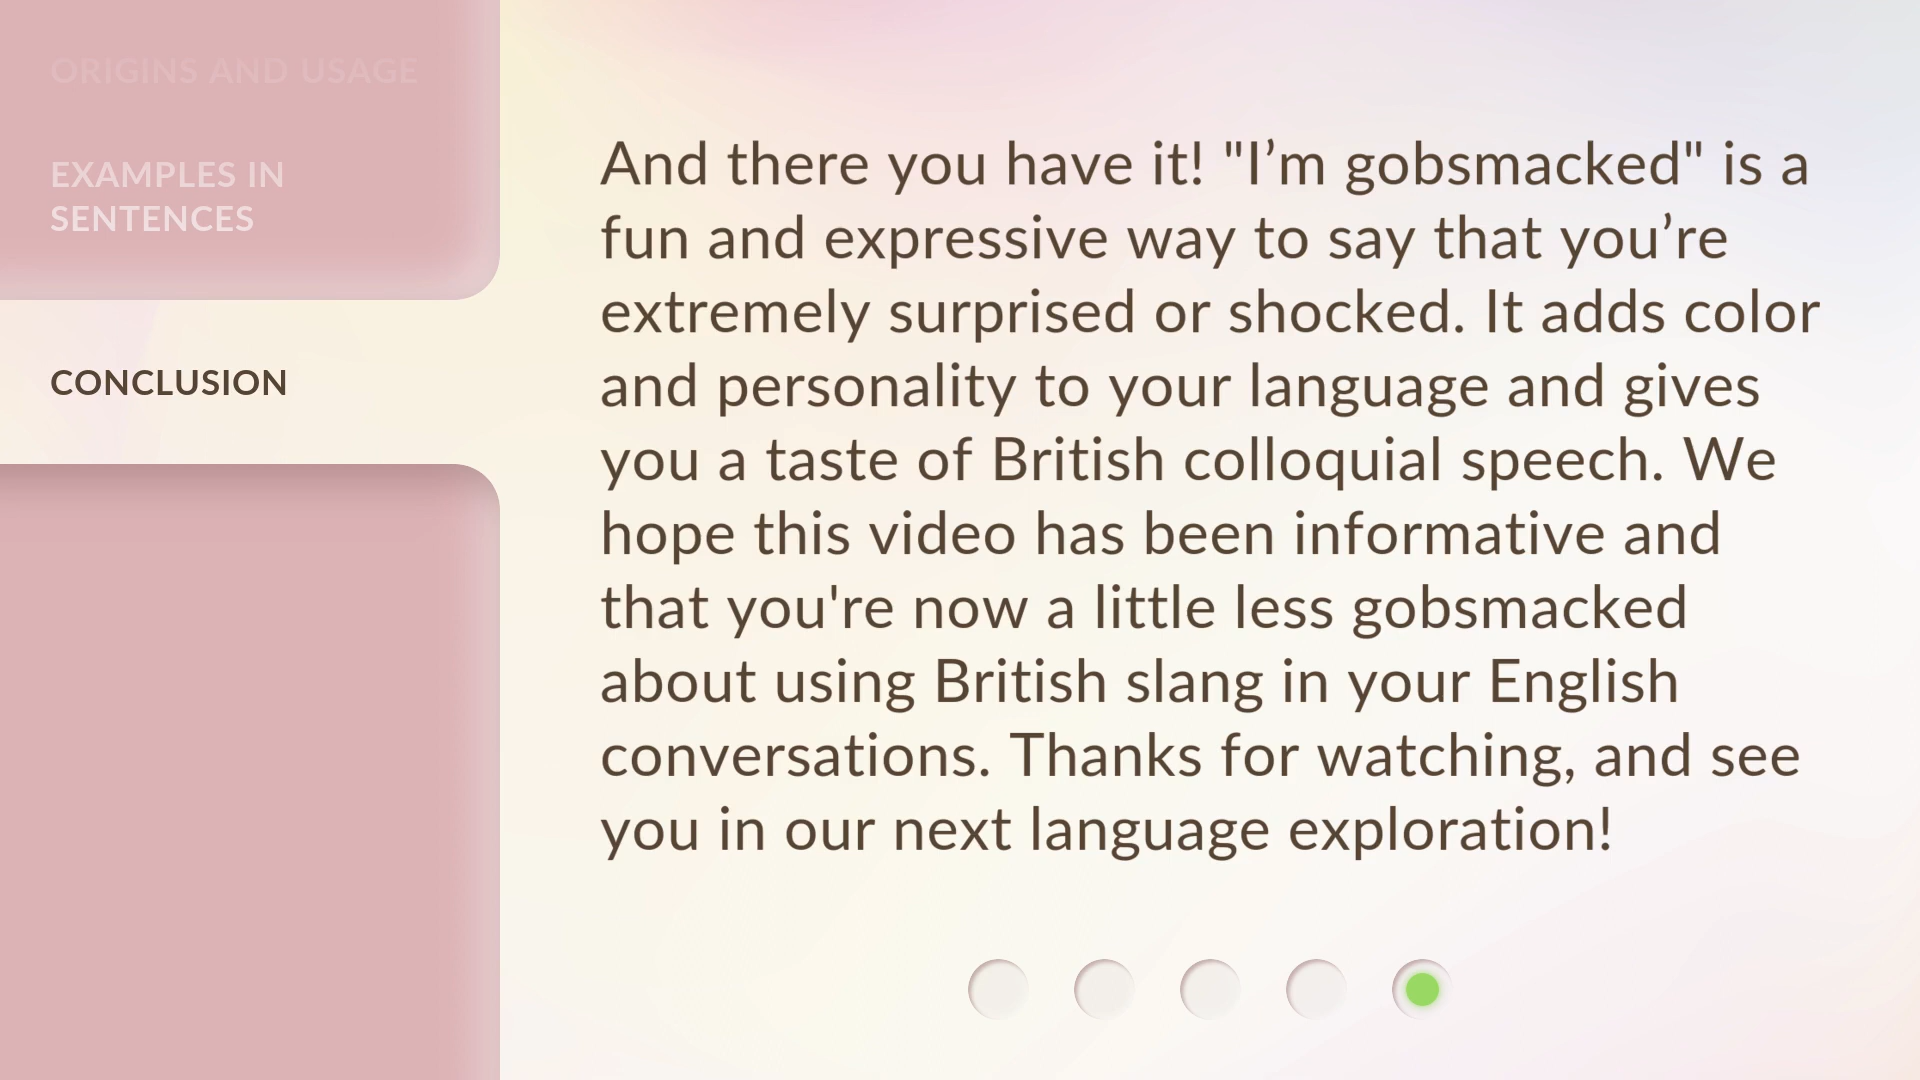 ORIGINS AND USAGE
EXAMPLES IN
SENTENCES
CONCLUSION
And there you have it! "I’m gobsmacked" is a
fun and expressive way to say that you’re
extremely surprised or shocked. It adds color
and personality to your language and gives
you a taste of British colloquial speech. We
hope this video has been informative and
that you're now a little less gobsmacked
about using British slang in your English
conversations. Thanks for watching, and see
you in our next language exploration!